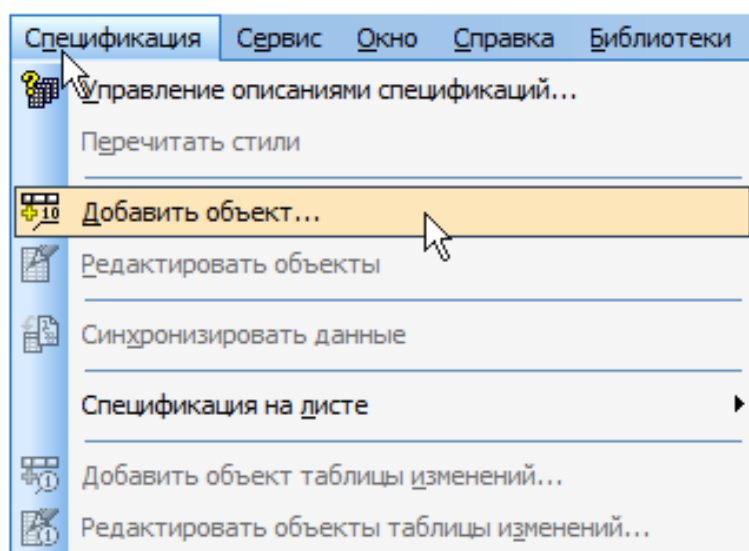 Спецификация Сервис Окно Справка Библиотеки
Управление описаниями спецификаций...
Перечитать стили
Добавить объект...
Редактировать объекты
Синхронизировать данные
Спецификация на листе
Добавить объект таблицы изменений...
Редактировать объекты таблицы изменений...